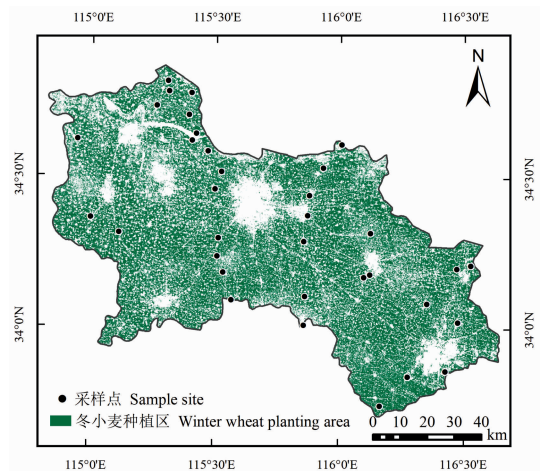 115°0′E 115°30′E 116°0′E 116°30′E
N
34°30′N 34°30′N
34°0′N 34°0′N
采样点 Sample site
冬小麦种植区 Winter wheat planting area
0 10 20 30 40
km
115°0′E 115°30′E 116°0′E 116°30′E